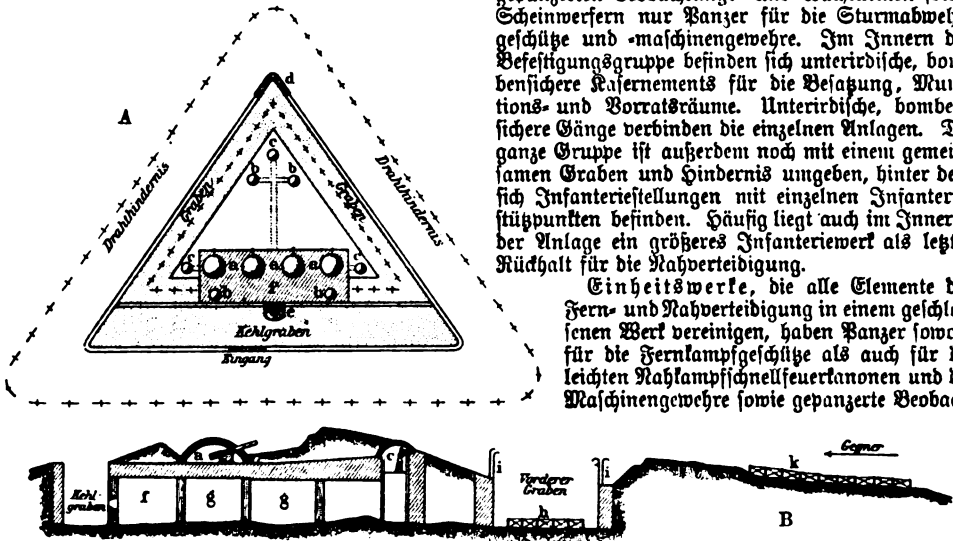 Scheinwerfern nur Panzer für die Sturmabweh
geschütze und -maschinengewehre. Im Innern d
Befestigungsgruppe befinden sich unterirdische, bom
bensichere Kasernements für die Besatzung, Mun
tions- und Vorratsräume. Unterirdische, bombe
sichere Gänge verbinden die einzelnen Anlagen. D
ganze Gruppe ist außerdem noch mit einem gemei
samen Graben und Hindernis umgeben, hinter de
sich Infanteriestellungen mit einzelnen Infanter
stützpunkten befinden. Häufig liegt auch im Inner
der Anlage ein größeres Infanteriewerk als letzt
Rückhalt für die Nahverteidigung.
Einheitswerke, die alle Elemente d
Fern- und Nahverteidigung in einem geschlo
senen Werk vereinigen, haben Panzer sowo
für die Fernkampfgeschütze als auch für d
leichten Nahkampfschnellfeuerkanonen und d
Maschinengewehre sowie gepanzerte Beobac
A
d
Drahthindernis
Drahthindernis
Graben
Graben
c
b b
c a a a c
b f b
e
Kehlgraben
Eingang
a c i i k Gegner
Vorderer
Graben
Kehl-
graben
f g g h
B